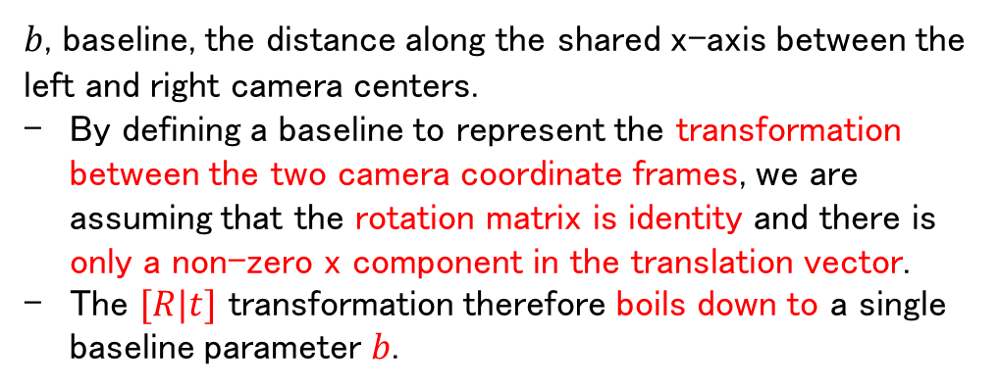 b, baseline, the distance along the shared x-axis between the
left and right camera centers.
- By defining a baseline to represent the transformation
between the two camera coordinate frames, we are
assuming that the rotation matrix is identity and there is
only a non-zero x component in the translation vector.
- The [R|t] transformation therefore boils down to a single
baseline parameter b.